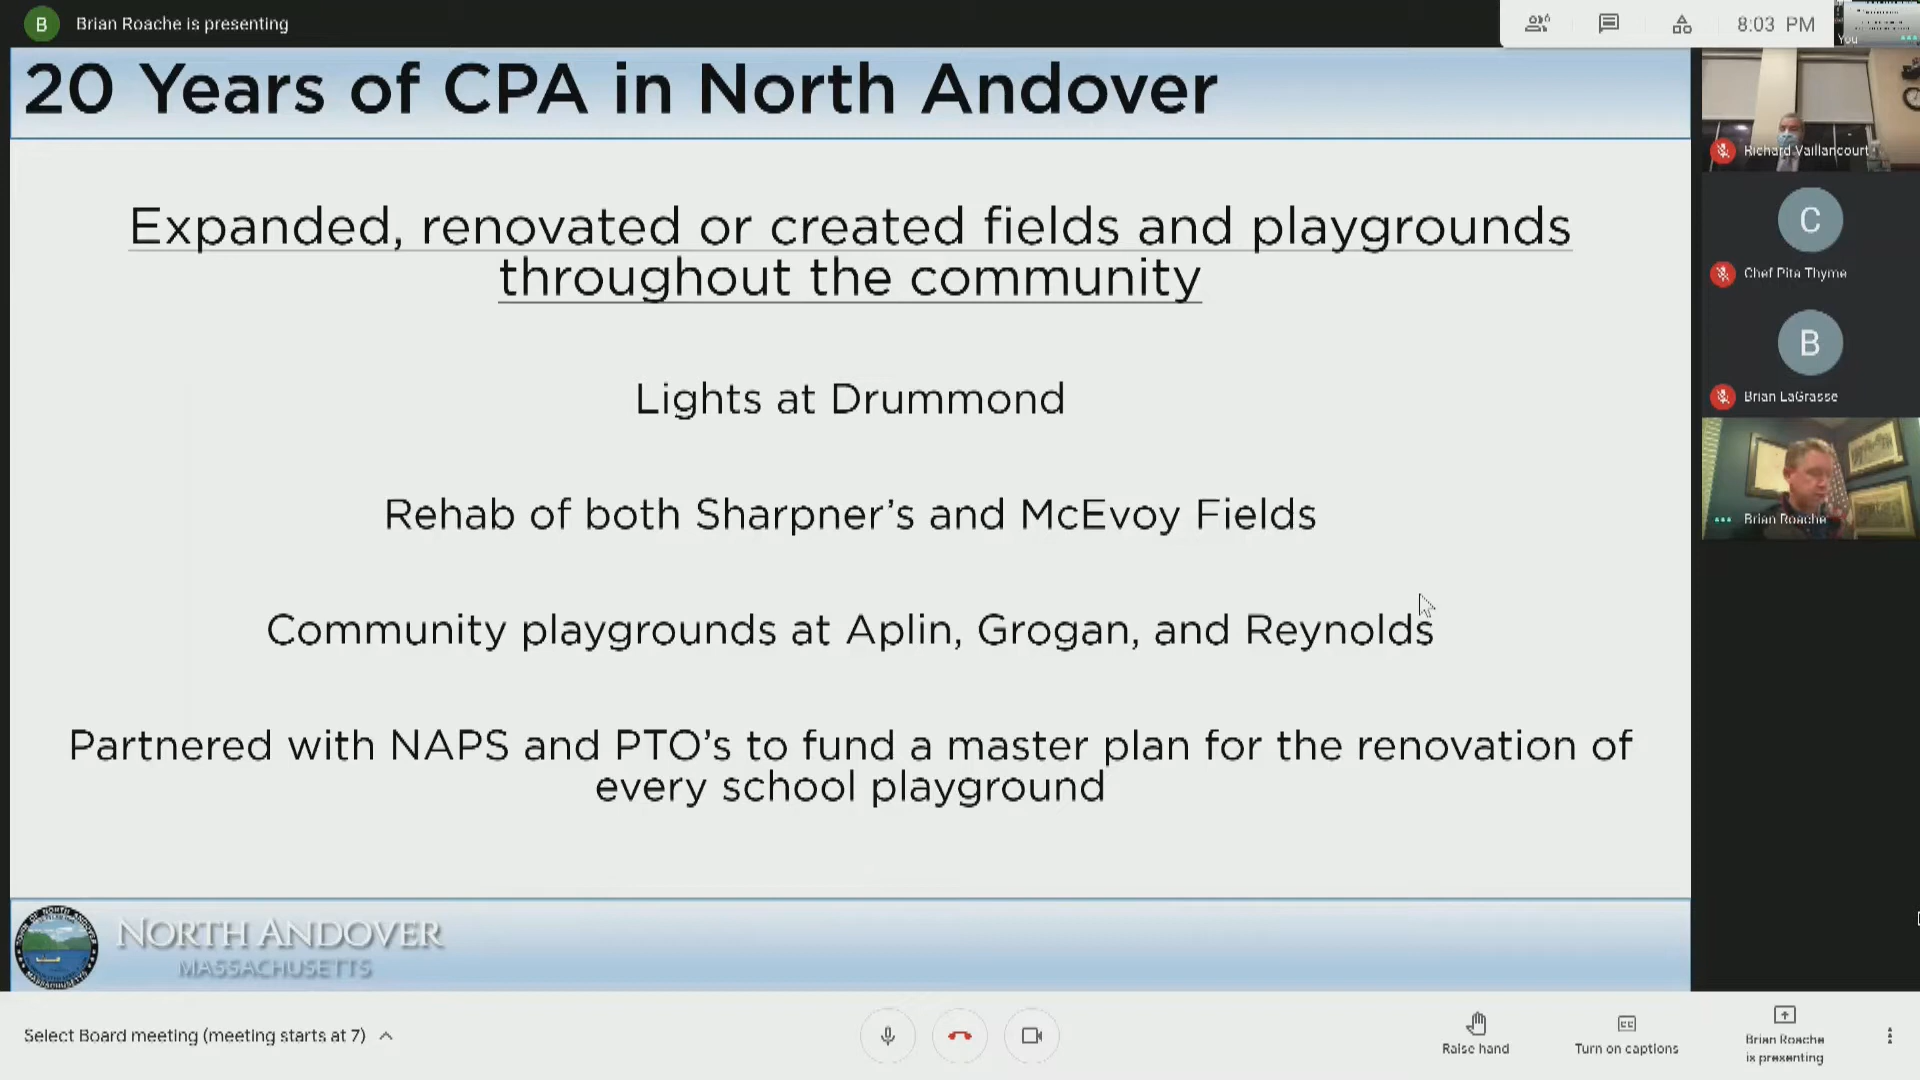 B
Brian Roache is presenting
6
8:03 PM
You
20 Years of CPA in North Andover
Expanded, renovated or created fields and playgrounds
throughout the community
Lights at Drummond
Rehab of both Sharpner's and McEvoy Fields
Community playgrounds at Aplin, Grogan, and Reynolds
Partnered with NAPS and PTO's to fund a master plan for the renovation of
every school playground
Richard Vaillancourt
C
Chef Pita Thyme
B
Brian LaGrasse
Brian Roache
NORTH ANDOVER
MASSACHUSETTS
Select Board meeting (meeting starts at 7)
Raise hand
CC
Turn on captions
Brian Roache
is presenting